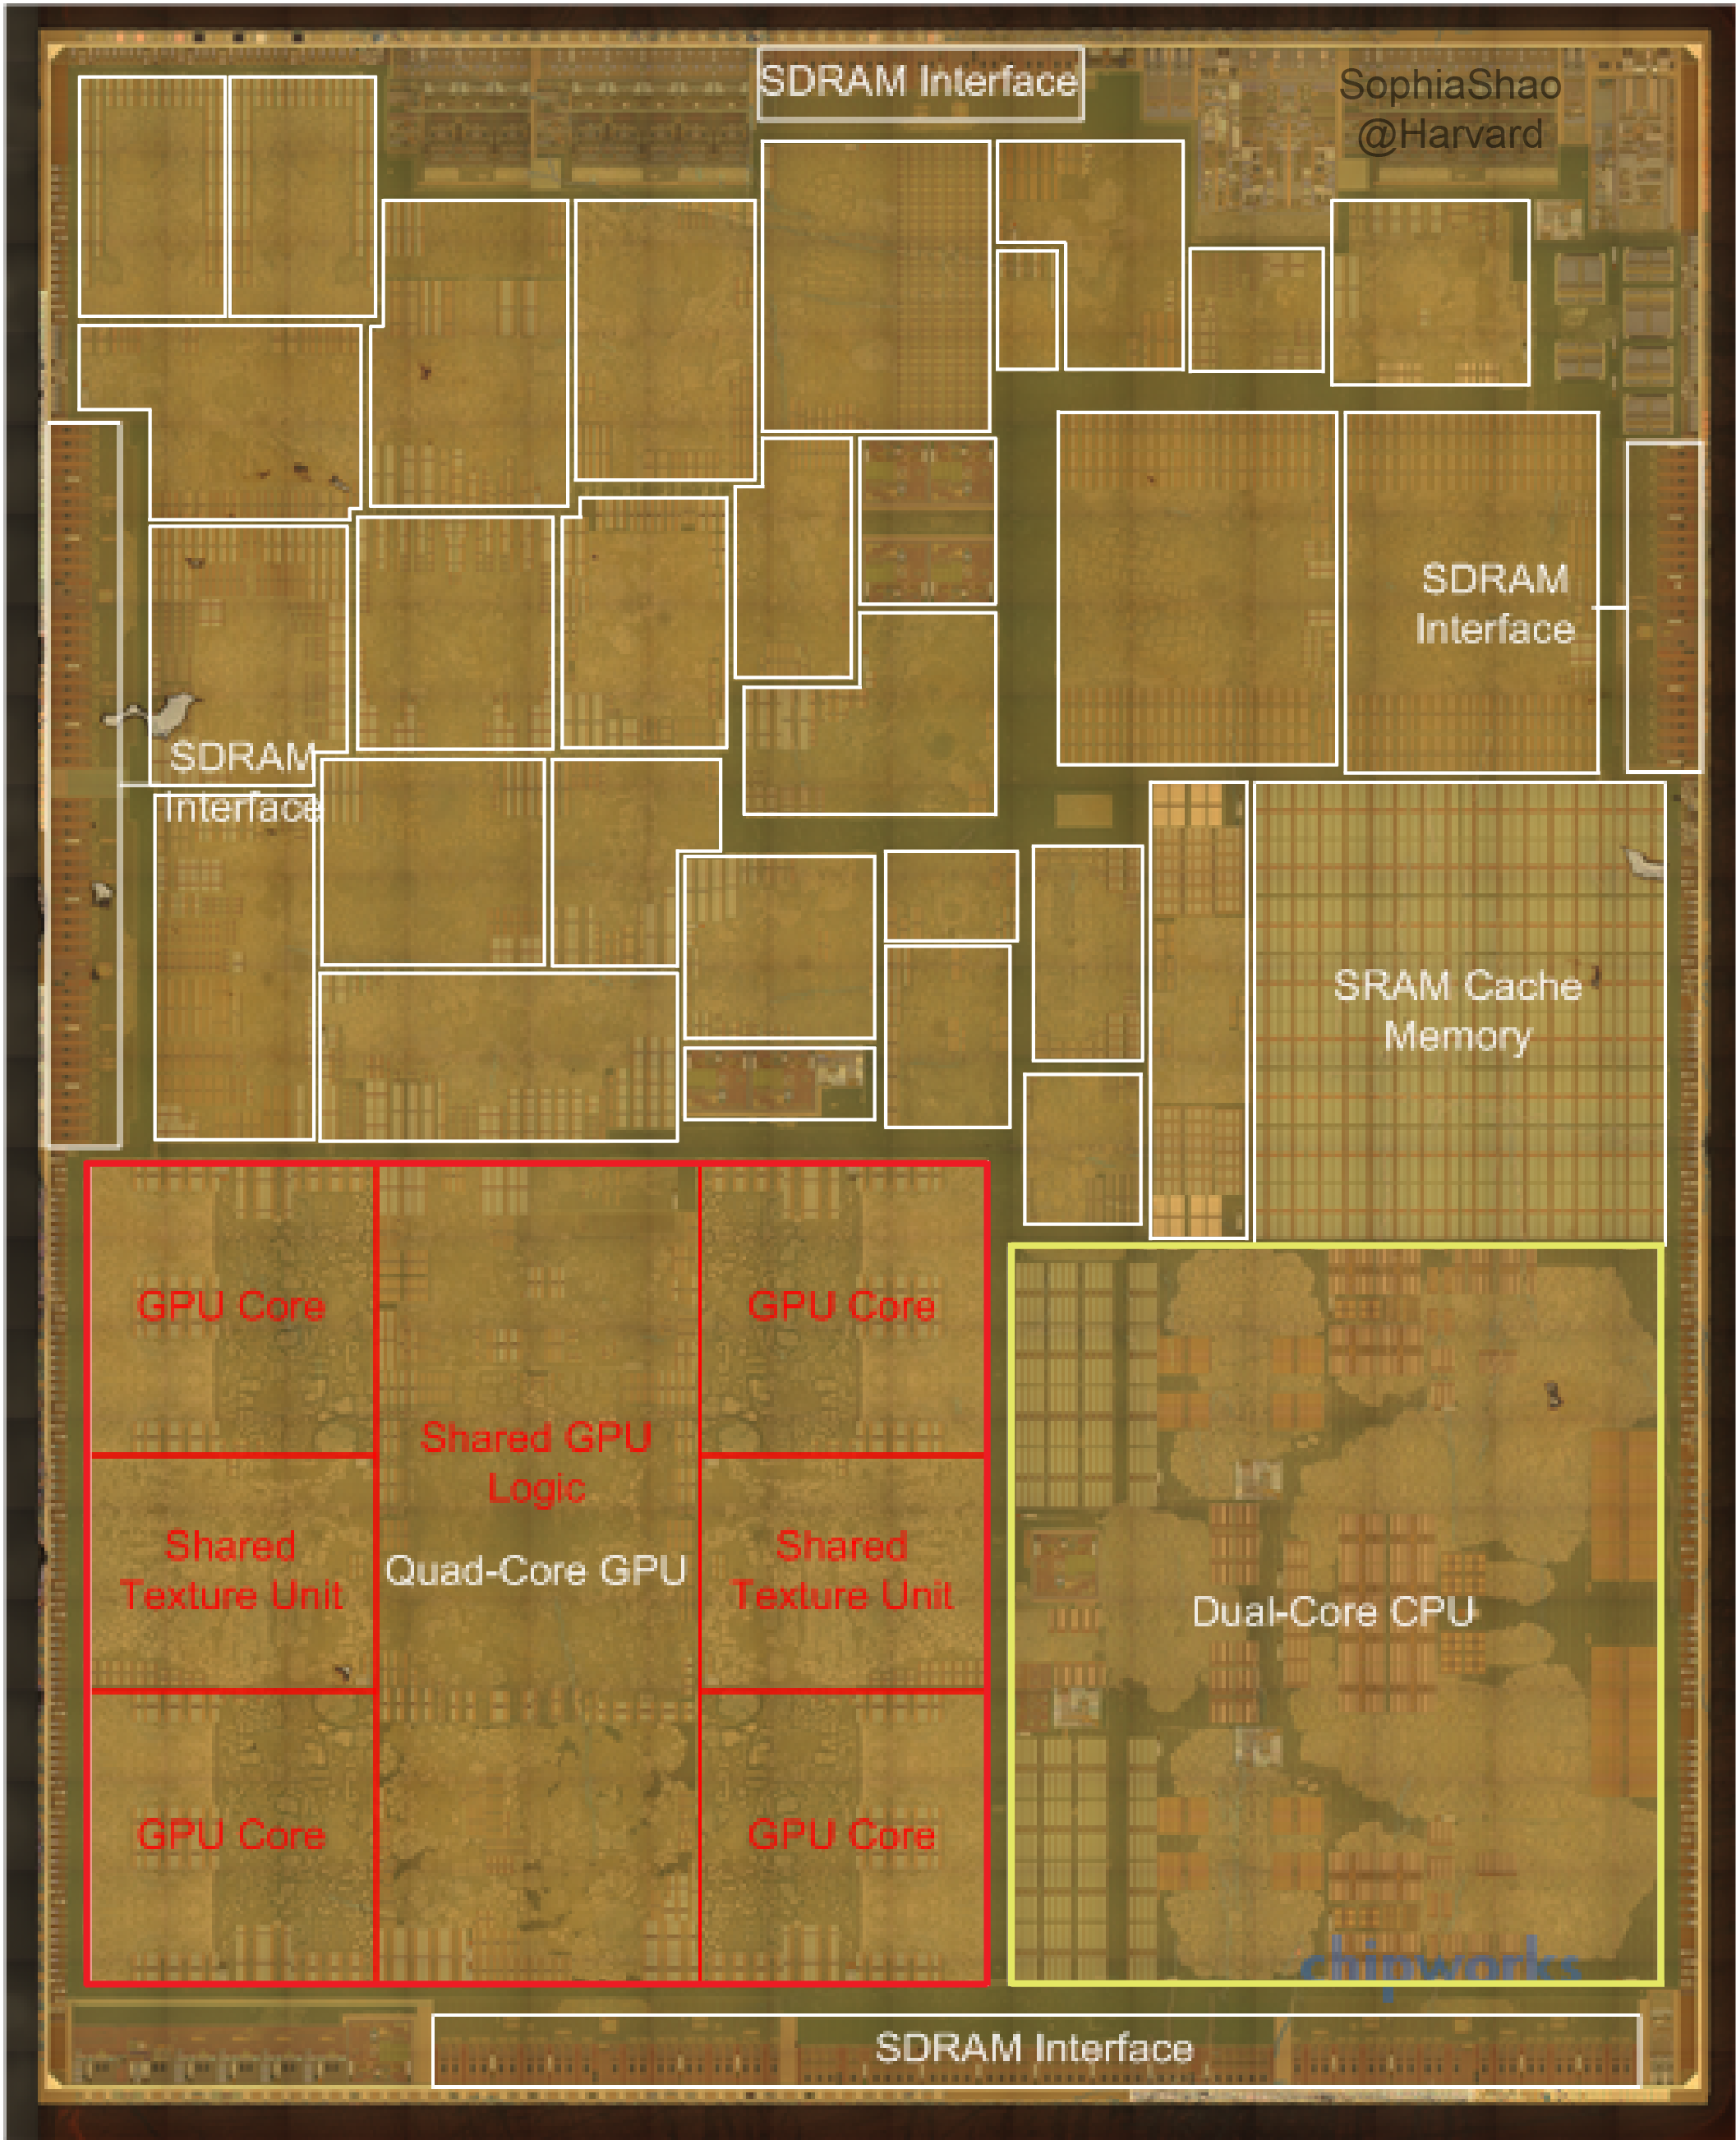 SDRAM Interface
SophiaShao
@Harvard
SDRAM
Interface
SDRAM
Interface
SRAM Cache
Memory
GPU Core
GPU Core
Shared GPU
Logic
Shared
Texture Unit
Quad-Core GPU
Shared
Texture Unit
Dual-Core CPU
GPU Core
GPU Core
chipworks
SDRAM Interface